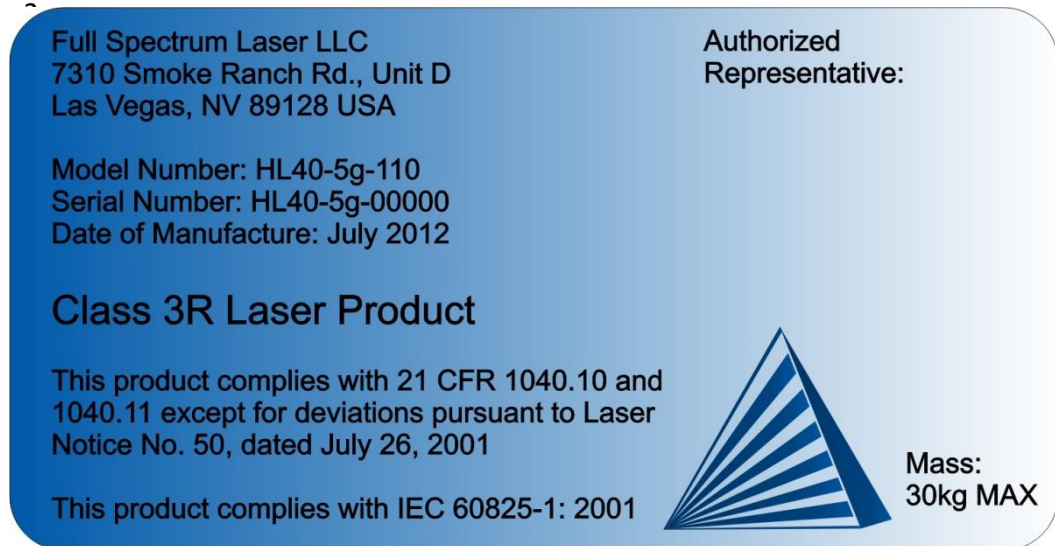 Full Spectrum Laser LLC
7310 Smoke Ranch Rd., Unit D
Las Vegas, NV 89128 USA
Authorized
Representative:
Model Number: HL40-5g-110
Serial Number: HL40-5g-00000
Date of Manufacture: July 2012
Class 3R Laser Product
This product complies with 21 CFR 1040.10 and
1040.11 except for deviations pursuant to Laser
Notice No. 50, dated July 26, 2001
This product complies with IEC 60825-1: 2001
Mass:
30kg MAX